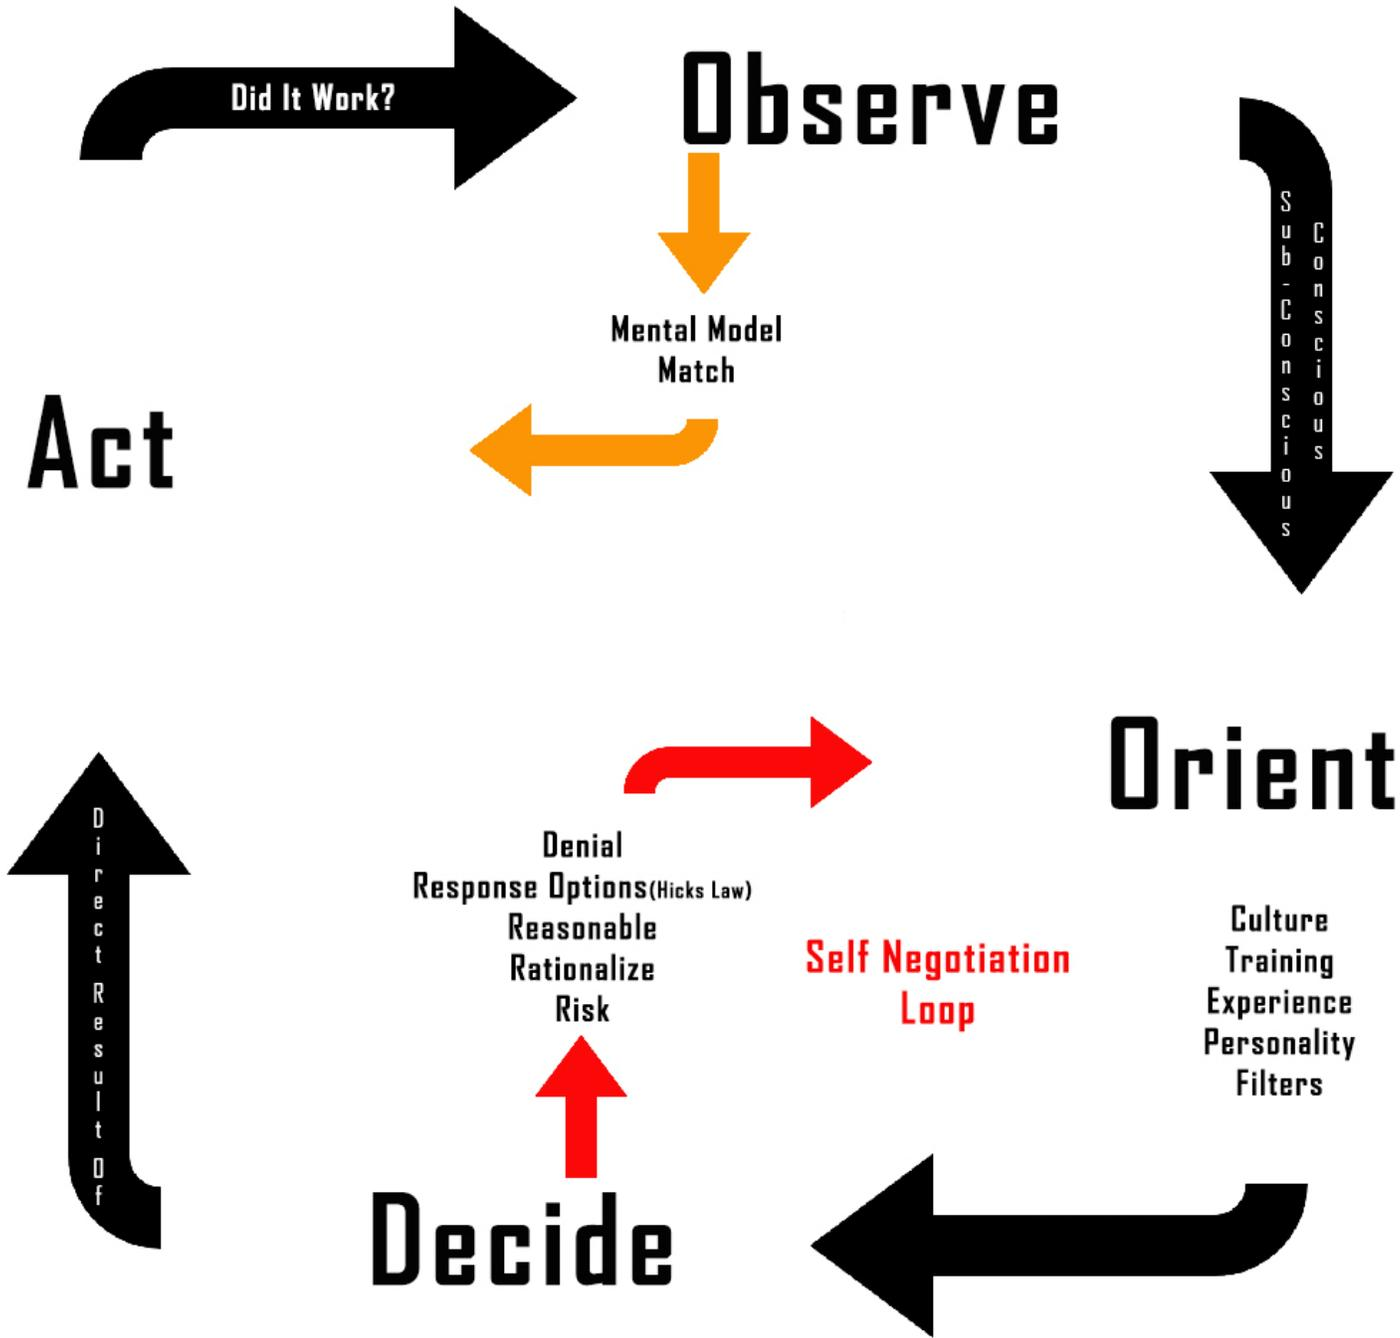 Did It Work?
Observe
Sub-Conscious
Conscious
Mental Model
Match
Act
Orient
Denial
Response Options(Hicks Law)
Reasonable
Rationalize
Risk
Self Negotiation
Loop
Culture
Training
Experience
Personality
Filters
Direct Result Of
Decide